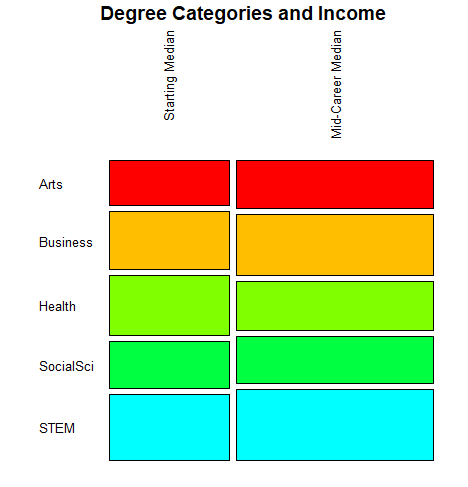 Degree Categories and Income
Starting Median
Mid-Career Median
Arts
Business
Health
SocialSci
STEM